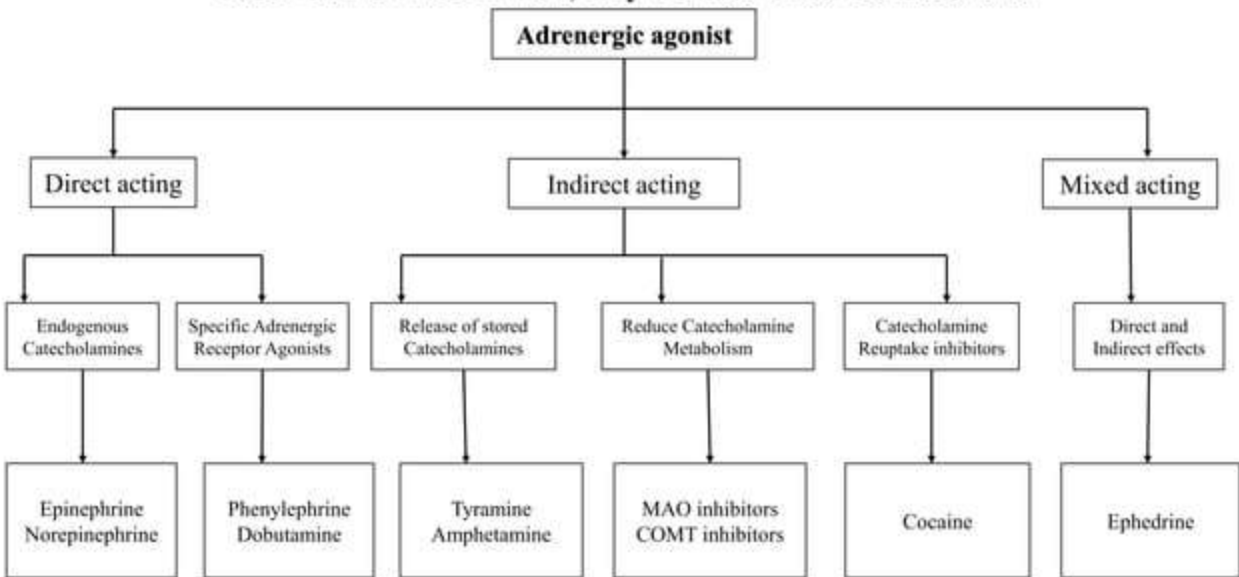 Adrenergic agonist
Direct acting
Indirect acting
Mixed acting
Endogenous
Catecholamines
Specific Adrenergic
Receptor Agonists
Release of stored
Catecholamines
Reduce Catecholamine
Metabolism
Catecholamine
Reuptake inhibitors
Direct and
Indirect effects
Epinephrine
Norepinephrine
Phenylephrine
Dobutamine
Tyramine
Amphetamine
MAO inhibitors
COMT inhibitors
Cocaine
Ephedrine